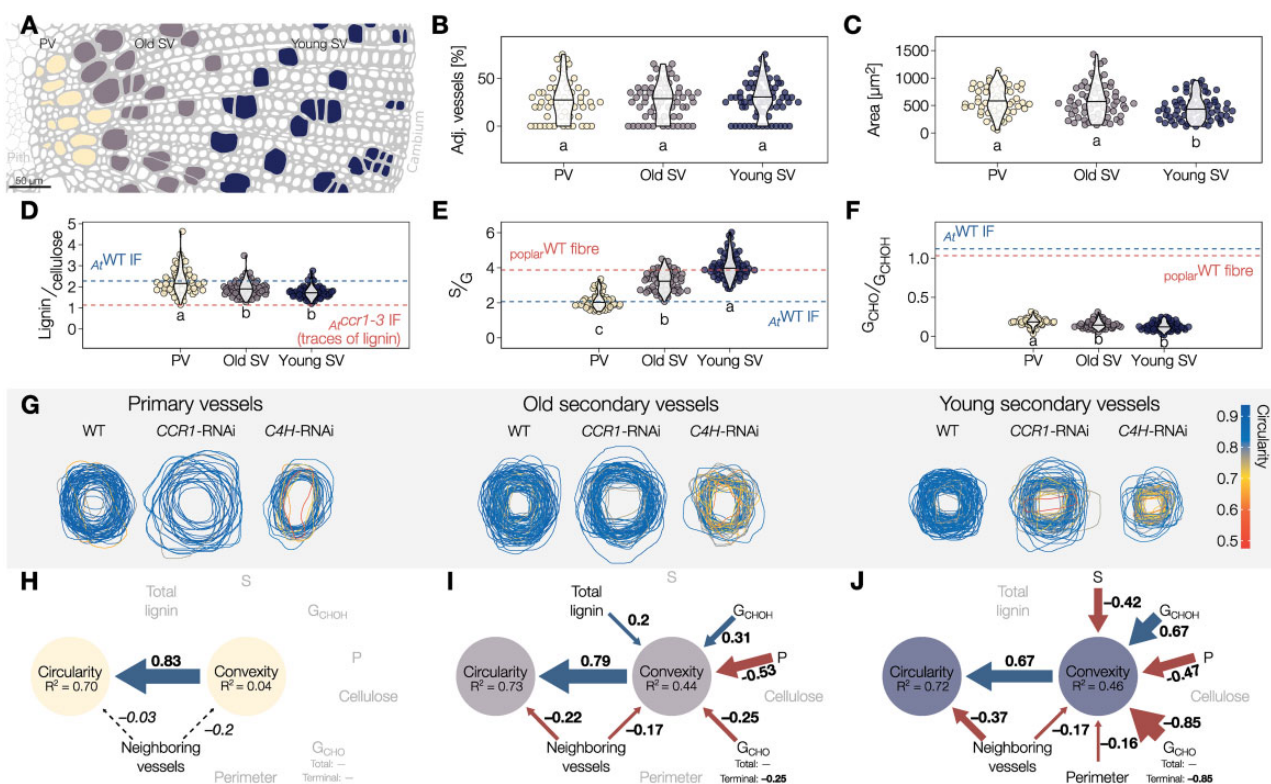 A
PV
Old SV
Young SV
Pith
Cambium
50 µm
B
Adj. vessels [%]
50
0
a
a
a
PV
Old SV
Young SV
C
Area [µm²]
1500
1000
500
0
a
a
b
PV
Old SV
Young SV
D
Lignin/cellulose
5
4
3
2
1
0
AtWT IF
Atccr1-3 IF
(traces of lignin)
a
b
b
PV
Old SV
Young SV
E
S/G
6
4
2
0
poplarWT fibre
AtWT IF
c
b
a
PV
Old SV
Young SV
F
GCHO/GCHOH
1.0
0.5
0
AtWT IF
poplarWT fibre
a
b
b
PV
Old SV
Young SV
G
Primary vessels
WT
CCR1-RNAi
C4H-RNAi
Old secondary vessels
WT
CCR1-RNAi
C4H-RNAi
Young secondary vessels
WT
CCR1-RNAi
C4H-RNAi
Circularity
0.9
0.8
0.7
0.6
0.5
H
Total
lignin
S
GCHOH
P
Cellulose
GCHO
Total: —
Terminal: —
Perimeter
Neighboring
vessels
Circularity
R² = 0.70
0.83
Convexity
R² = 0.04
–0.03
–0.2
I
Total
lignin
S
GCHOH
P
Cellulose
GCHO
Total: —
Terminal: –0.25
Perimeter
Neighboring
vessels
Circularity
R² = 0.73
0.79
Convexity
R² = 0.44
0.2
0.31
–0.53
–0.25
–0.22
–0.17
J
Total
lignin
S
GCHOH
P
Cellulose
GCHO
Total: —
Terminal: –0.85
Perimeter
Neighboring
vessels
Circularity
R² = 0.72
0.67
Convexity
R² = 0.46
–0.42
0.67
–0.47
–0.85
–0.16
–0.17
–0.37